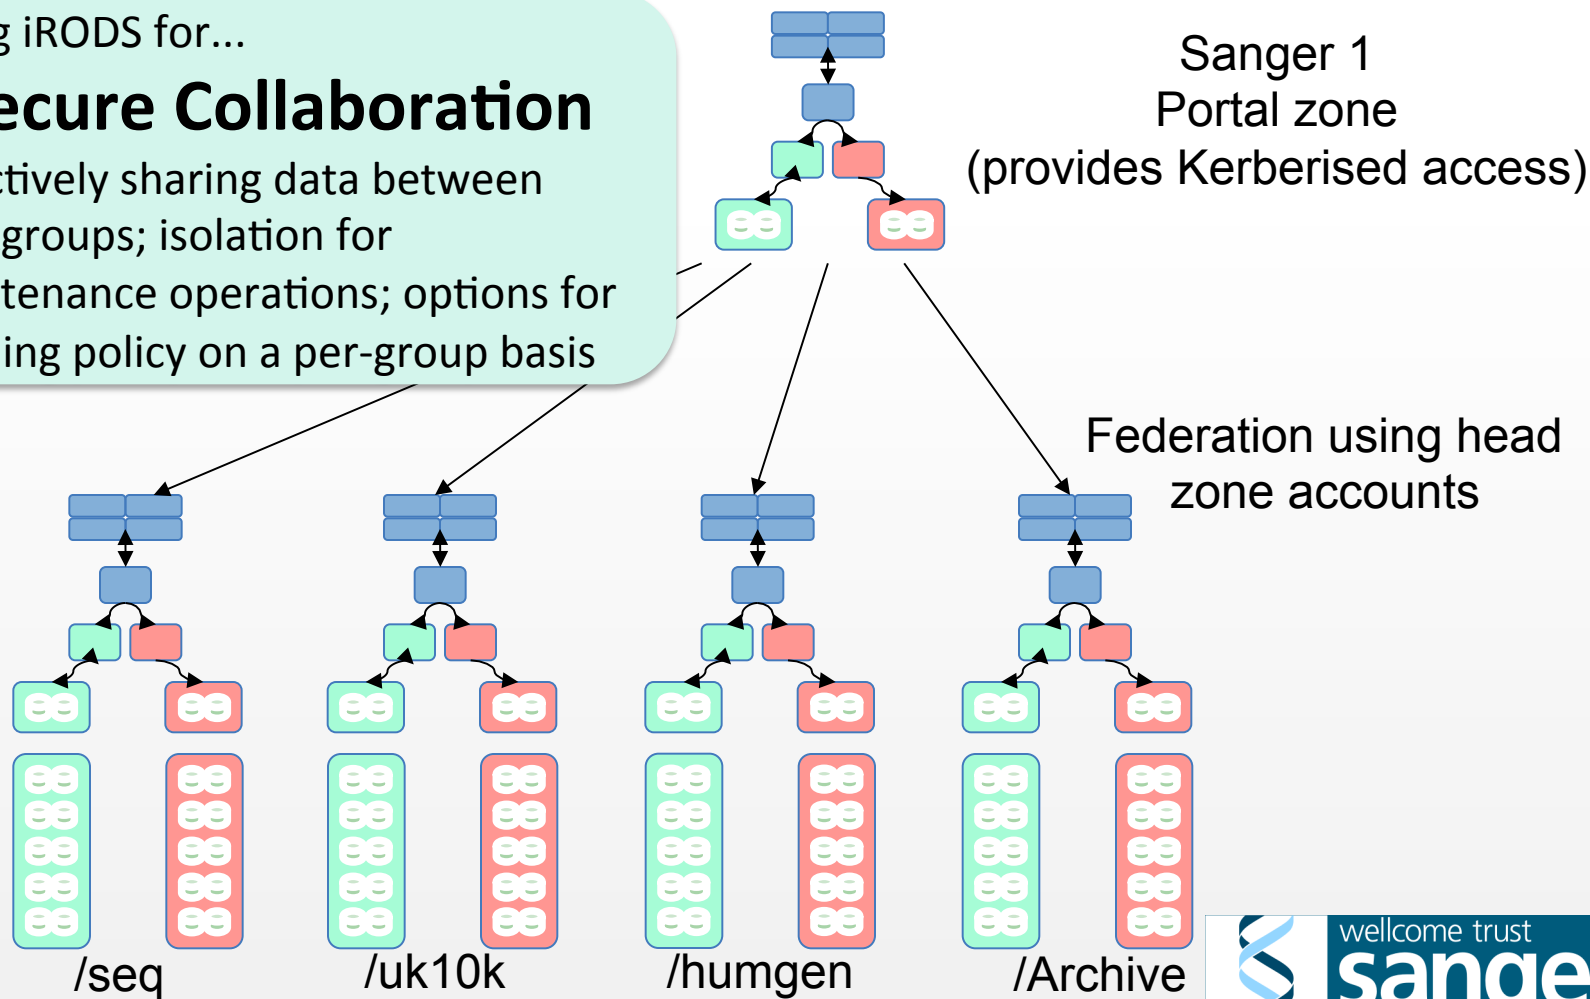 g iRODS for...
ecure Collaboration
ctively sharing data between
groups; isolation for
tenance operations; options for
ing policy on a per-group basis
Sanger 1
Portal zone
(provides Kerberised access)
Federation using head
zone accounts
/seq
/uk10k
/humgen
/Archive
wellcome trust
sange